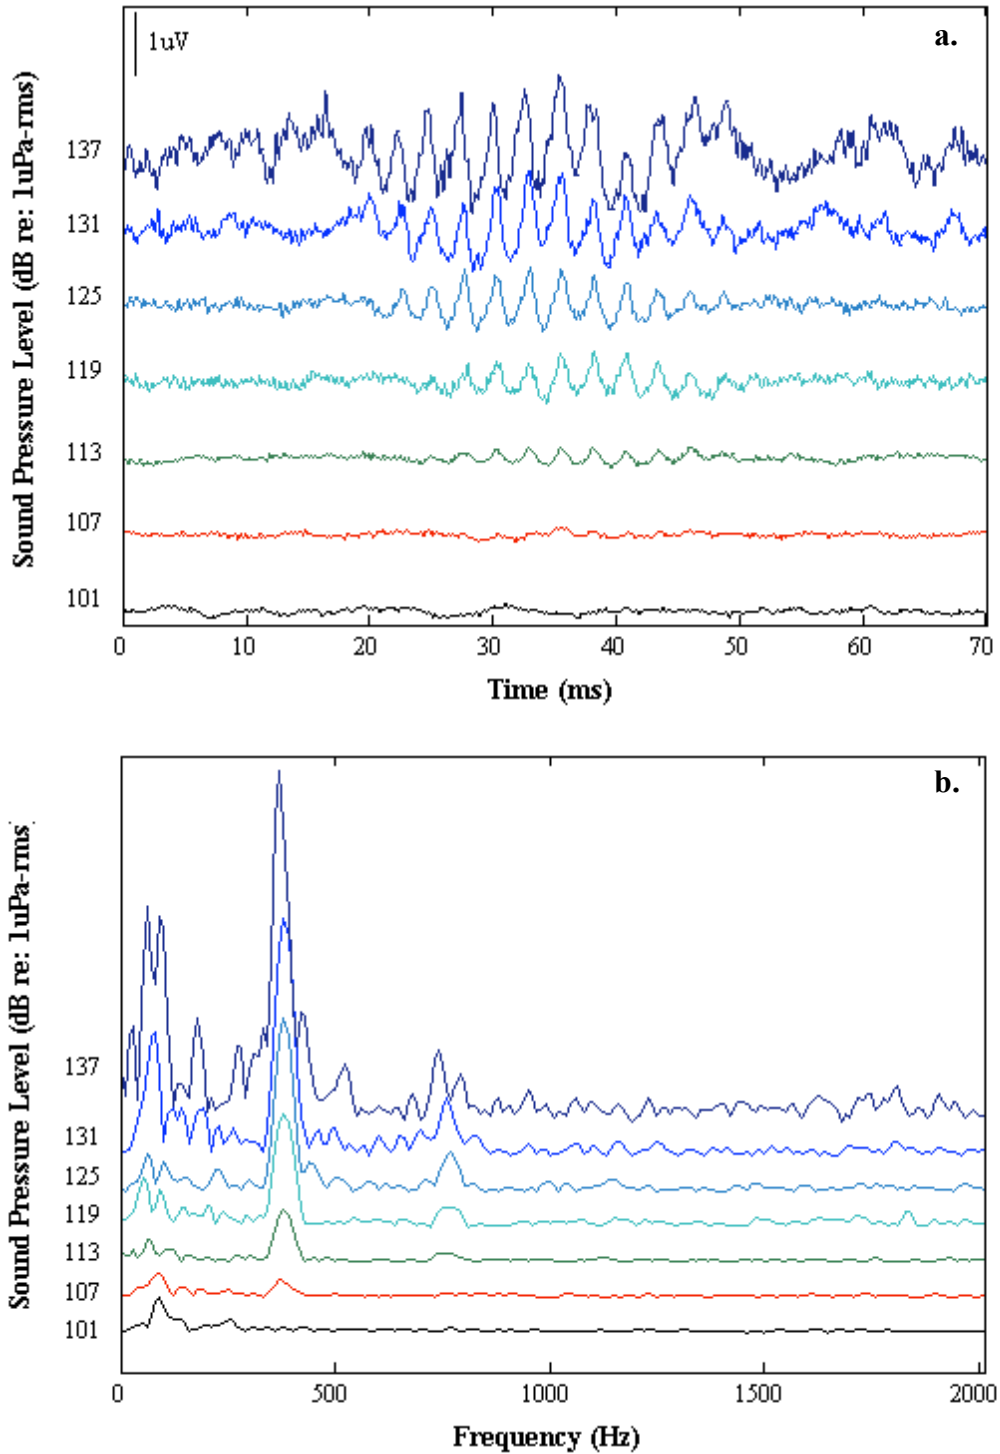 a.
1uV
Sound Pressure Level (dB re: 1uPa-rms)
137
131
125
119
113
107
101
0 10 20 30 40 50 60 70
Time (ms)
b.
Sound Pressure Level (dB re: 1uPa-rms
137
131
125
119
113
107
101
0 500 1000 1500 2000
Frequency (Hz)